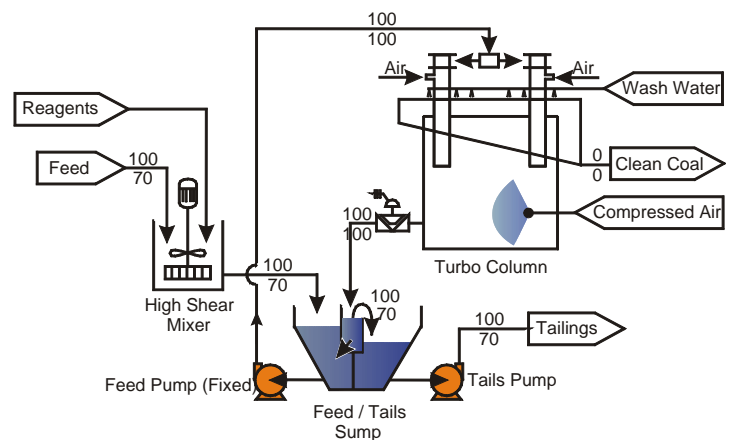 100
100
Air
Air
Wash Water
Reagents
Feed
100
70
0
0
Clean Coal
100
100
Compressed Air
Turbo Column
100
70
High Shear
Mixer
100
70
100
70
Tailings
Feed Pump (Fixed)
Tails Pump
Feed / Tails
Sump